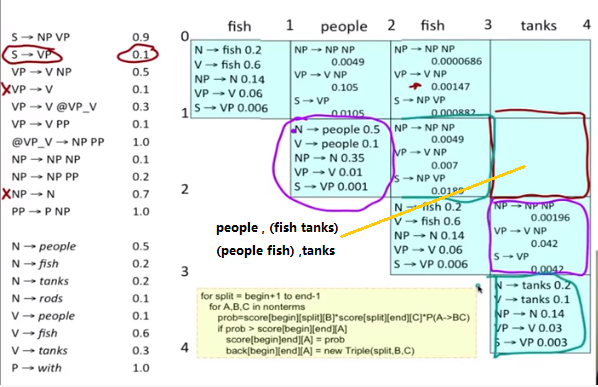 fish 1 people 2 fish 3 tanks 4
0
S → NP VP 0.9
S → VP 0.1
VP → V NP 0.5
VP → V 0.1
VP → V @VP_V 0.3
VP → V PP 0.1
@VP_V → NP PP 1.0
NP → NP NP 0.1
NP → NP PP 0.2
NP → N 0.7
PP → P NP 1.0
N → people 0.5
N → fish 0.2
N → tanks 0.2
N → rods 0.1
V → people 0.1
V → fish 0.6
V → tanks 0.3
P → with 1.0
N → fish 0.2
V → fish 0.6
NP → N 0.14
VP → V 0.06
S → VP 0.006
NP → NP NP
0.0049
VP → V NP
0.105
S → VP
0.0105
NP → NP NP
0.0000686
VP → V NP
0.00147
S → VP
0.000882
1
N → people 0.5
V → people 0.1
NP → N 0.35
VP → V 0.01
S → VP 0.001
NP → NP NP
0.0049
VP → V NP
0.007
S → NP VP
0.0189
2
people , (fish tanks)
(people fish) ,tanks
N → fish 0.2
V → fish 0.6
NP → N 0.14
VP → V 0.06
S → VP 0.006
NP → NP NP
0.00196
VP → V NP
0.042
S → VP
0.0042
3
for split = begin+1 to end-1
for A,B,C in nonterms
prob=score[begin][split][B]*score[split][end][C]*P(A->BC)
if prob > score[begin][end][A]
score[begin][end][A] = prob
back[begin][end][A] = new Triple(split,B,C)
N → tanks 0.2
V → tanks 0.1
NP → N 0.14
VP → V 0.03
S → VP 0.003
4